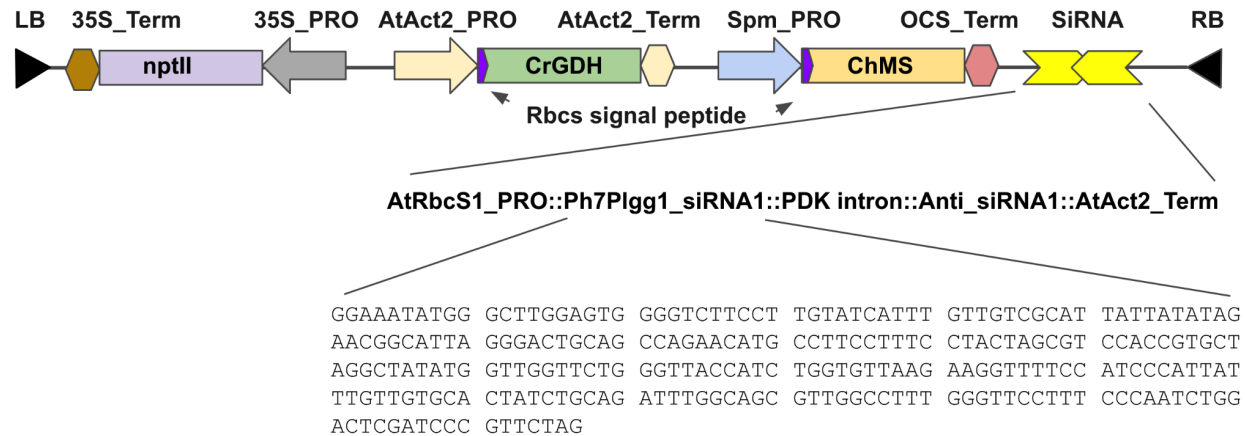 LB 35S_Term 35S_PRO AtAct2_PRO AtAct2_Term Spm_PRO OCS_Term SiRNA RB
nptII CrGDH ChMS
Rbcs signal peptide
AtRbcS1_PRO::Ph7Plgg1_siRNA1::PDK intron::Anti_siRNA1::AtAct2_Term
GGAAATATGG GCTTGGAGTG GGGTCTTCCT TGTATCATTT GTTGTCGCAT TATTATATAG
AACGGCATTA GGGACTGCAG CCAGAACATG CCTTCCTTTC CTACTAGCGT CCACCGTGCT
AGGCTATATG GTTGGTTCTG GGTTACCATC TGGTGTTAAG AAGGTTTTCC ATCCCATTAT
TTGTTGTGCA CTATCTGCAG ATTTGGCAGC GTTGGCCTTT GGGTTCCTTT CCCAATCTGG
ACTCGATCCC GTTCTAG